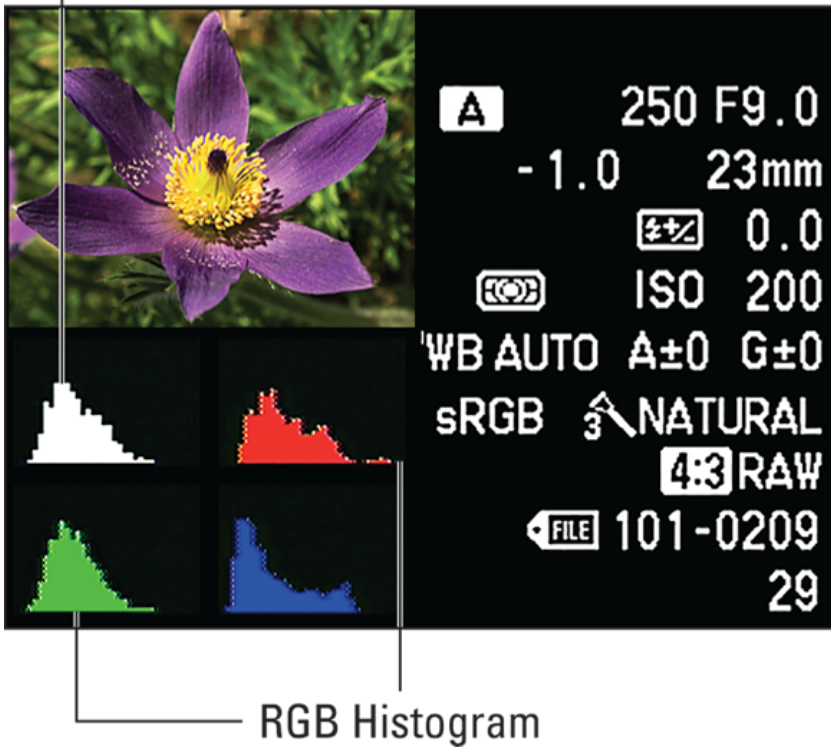 A 250 F9.0
-1.0 23mm
+/- 0.0
ISO 200
WB AUTO A±0 G±0
sRGB 3 NATURAL
4:3 RAW
FILE 101-0209
29
RGB Histogram